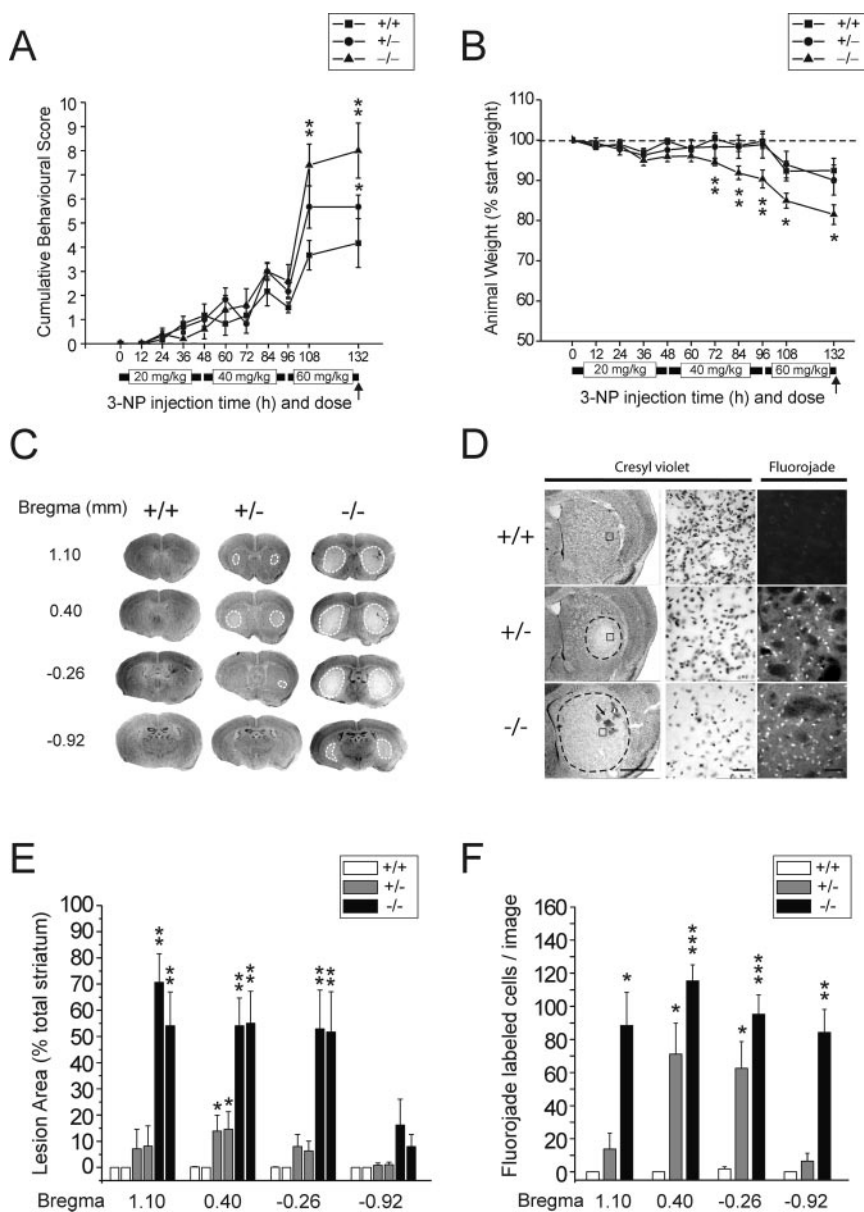 A
+/+
+/–
–/–
Cumulative Behavioural Score
10
9
8
7
6
5
4
3
2
1
0
**
**
*
0 12 24 36 48 60 72 84 96 108 132
20 mg/kg 40 mg/kg 60 mg/kg
3-NP injection time (h) and dose
B
+/+
+/–
–/–
Animal Weight (% start weight)
110
100
90
80
70
60
50
** ** ** * *
0 12 24 36 48 60 72 84 96 108 132
20 mg/kg 40 mg/kg 60 mg/kg
3-NP injection time (h) and dose
C
Bregma (mm) +/+ +/- -/-
1.10
0.40
-0.26
-0.92
D
Cresyl violet Fluorojade
+/+
+/-
-/-
E
+/+
+/-
-/-
Lesion Area (% total striatum)
100
90
80
70
60
50
40
30
20
10
0
** ** * * ** ** ** **
Bregma 1.10 0.40 -0.26 -0.92
F
+/+
+/-
-/-
Fluorojade labeled cells / image
160
140
120
100
80
60
40
20
0
* * *** * *** **
Bregma 1.10 0.40 -0.26 -0.92